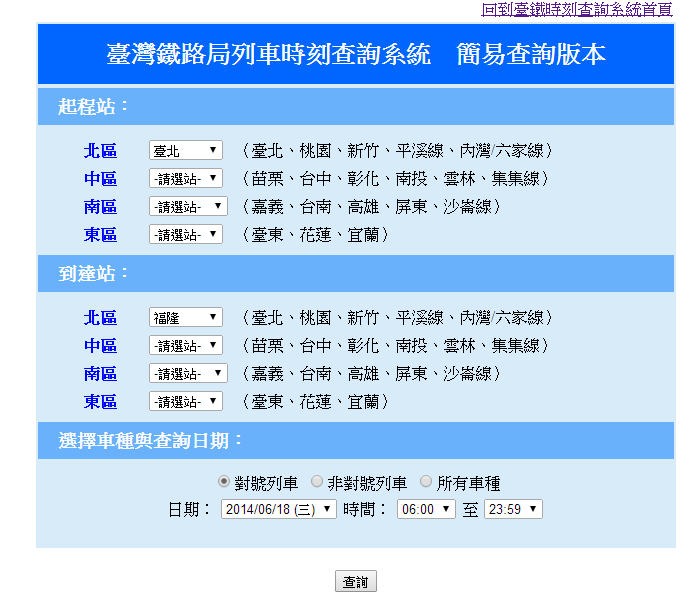 回到臺鐵時刻查詢系統首頁
臺灣鐵路局列車時刻查詢系統　簡易查詢版本
起程站：
北區 臺北 （臺北、桃園、新竹、平溪線、內灣/六家線）
中區 -請選站- （苗栗、台中、彰化、南投、雲林、集集線）
南區 -請選站- （嘉義、台南、高雄、屏東、沙崙線）
東區 -請選站- （臺東、花蓮、宜蘭）
到達站：
北區 福隆 （臺北、桃園、新竹、平溪線、內灣/六家線）
中區 -請選站- （苗栗、台中、彰化、南投、雲林、集集線）
南區 -請選站- （嘉義、台南、高雄、屏東、沙崙線）
東區 -請選站- （臺東、花蓮、宜蘭）
選擇車種與查詢日期：
對號列車 非對號列車 所有車種
日期： 2014/06/18 (三) 時間： 06:00 至 23:59
查詢